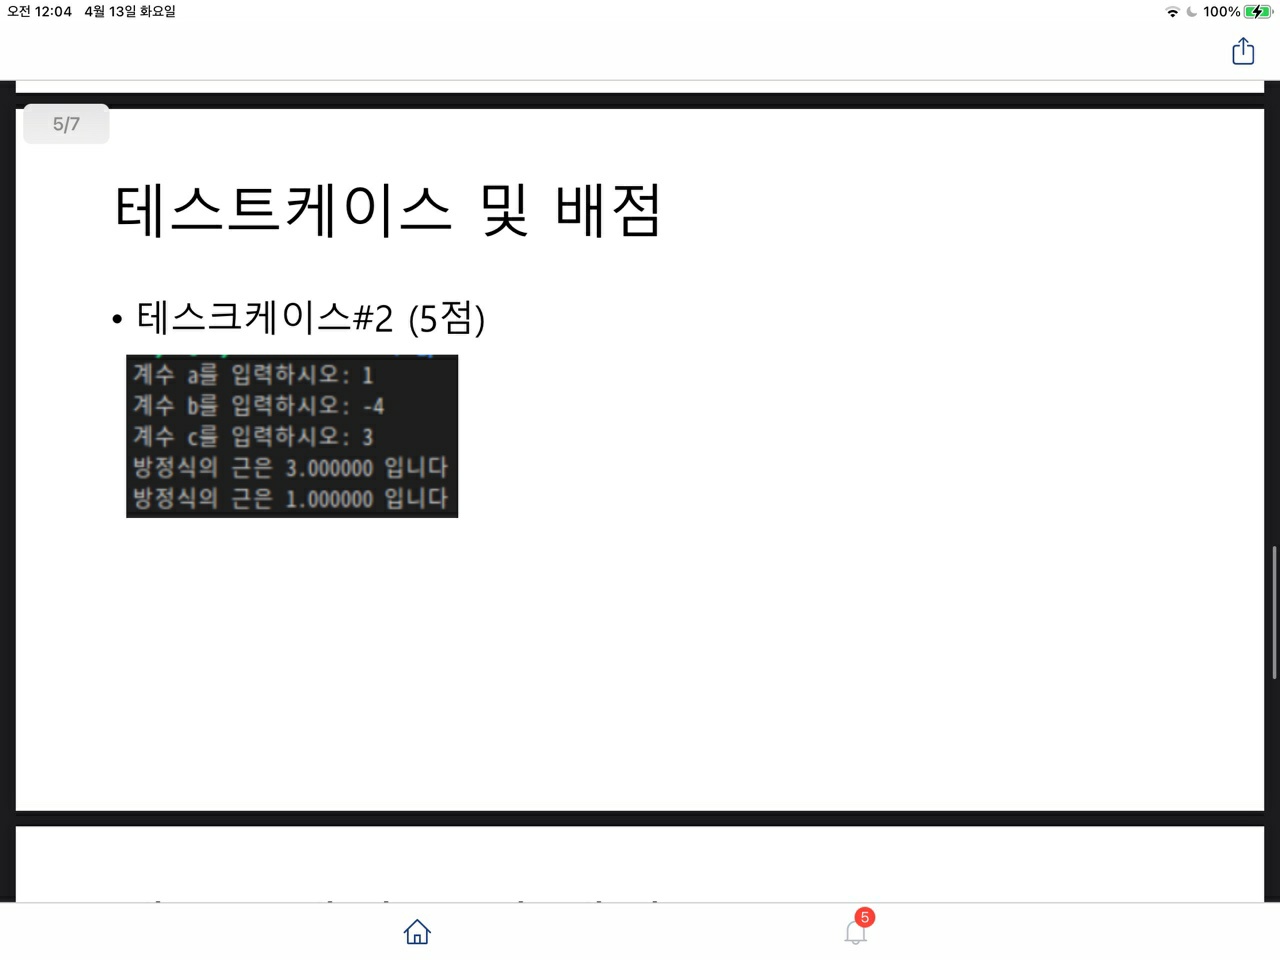 오전 12:04 4월 13일 화요일
100%
5/7
테스트케이스 및 배점
• 테스크케이스#2 (5점)
계수 a를 입력하시오: 1
계수 b를 입력하시오: -4
계수 c를 입력하시오: 3
방정식의 근은 3.000000 입니다
방정식의 근은 1.000000 입니다
5